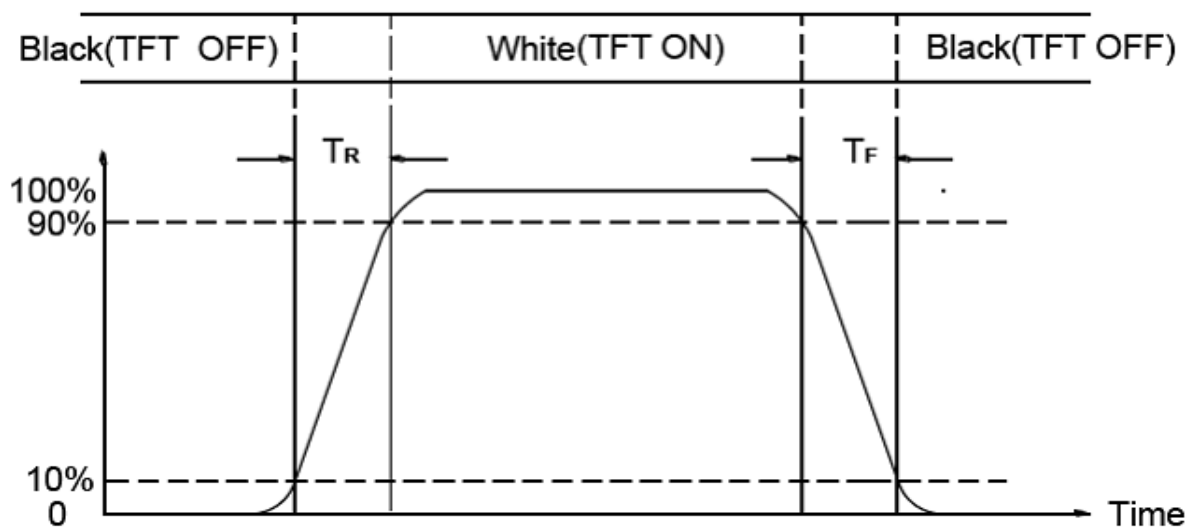 Black(TFT OFF) White(TFT ON) Black(TFT OFF)
TR TF
100%
90%
10%
0 Time